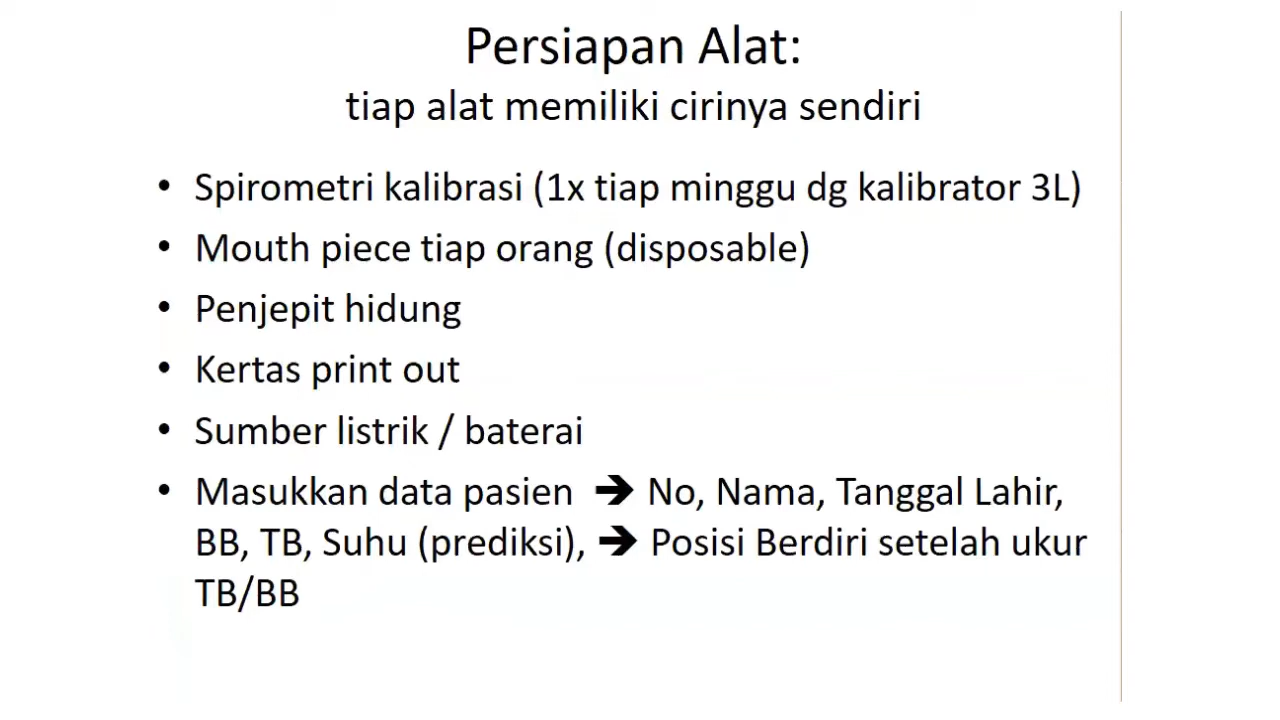 Persiapan Alat:
tiap alat memiliki cirinya sendiri
• Spirometri kalibrasi (1x tiap minggu dg kalibrator 3L)
• Mouth piece tiap orang (disposable)
• Penjepit hidung
• Kertas print out
• Sumber listrik / baterai
• Masukkan data pasien ➔ No, Nama, Tanggal Lahir,
BB, TB, Suhu (prediksi), ➔ Posisi Berdiri setelah ukur
TB/BB